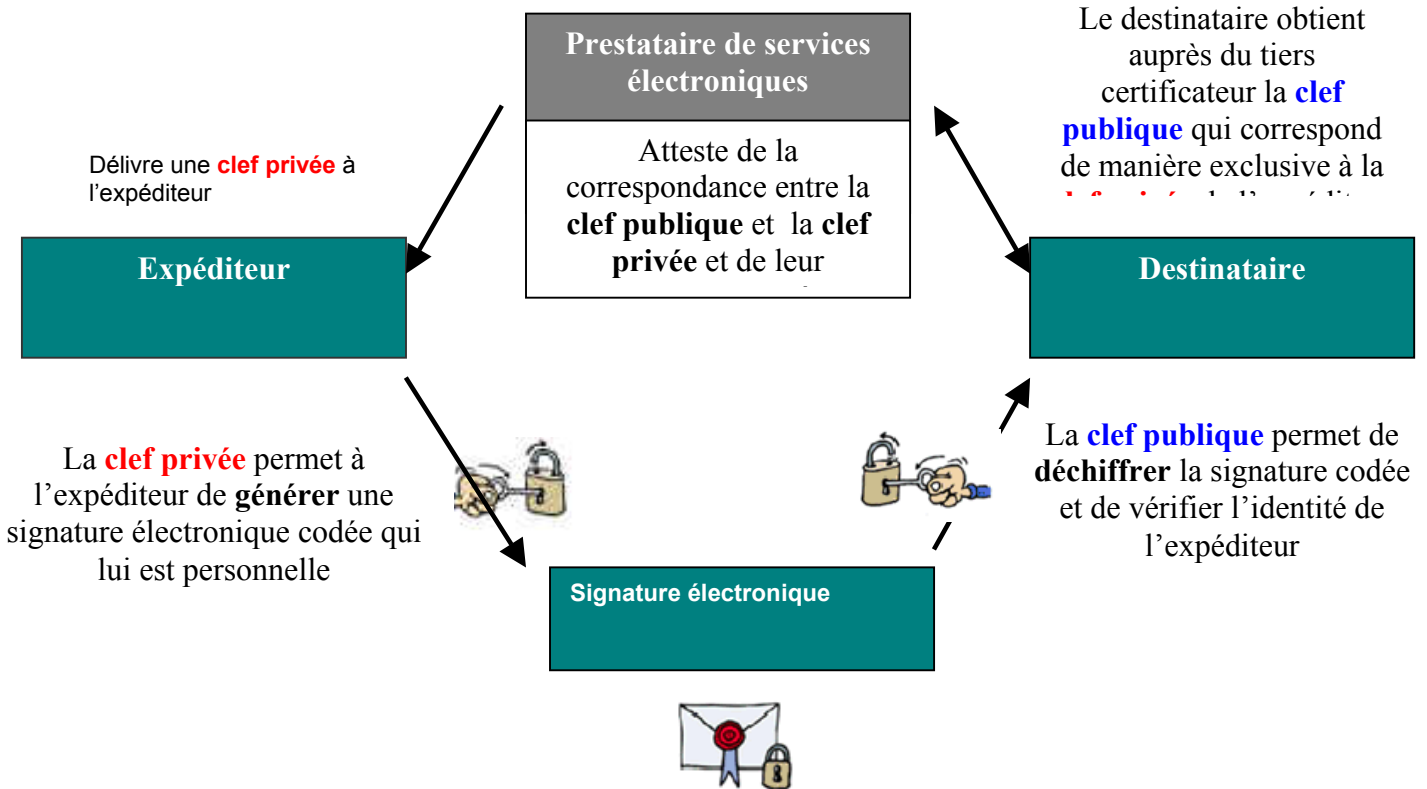 Prestataire de services
électroniques
Atteste de la
correspondance entre la
clef publique et la clef
privée et de leur
Le destinataire obtient
auprès du tiers
certificateur la clef
publique qui correspond
de manière exclusive à la
Délivre une clef privée à
l’expéditeur
Expéditeur
Destinataire
La clef privée permet à
l’expéditeur de générer une
signature électronique codée qui
lui est personnelle
La clef publique permet de
déchiffrer la signature codée
et de vérifier l’identité de
l’expéditeur
Signature électronique